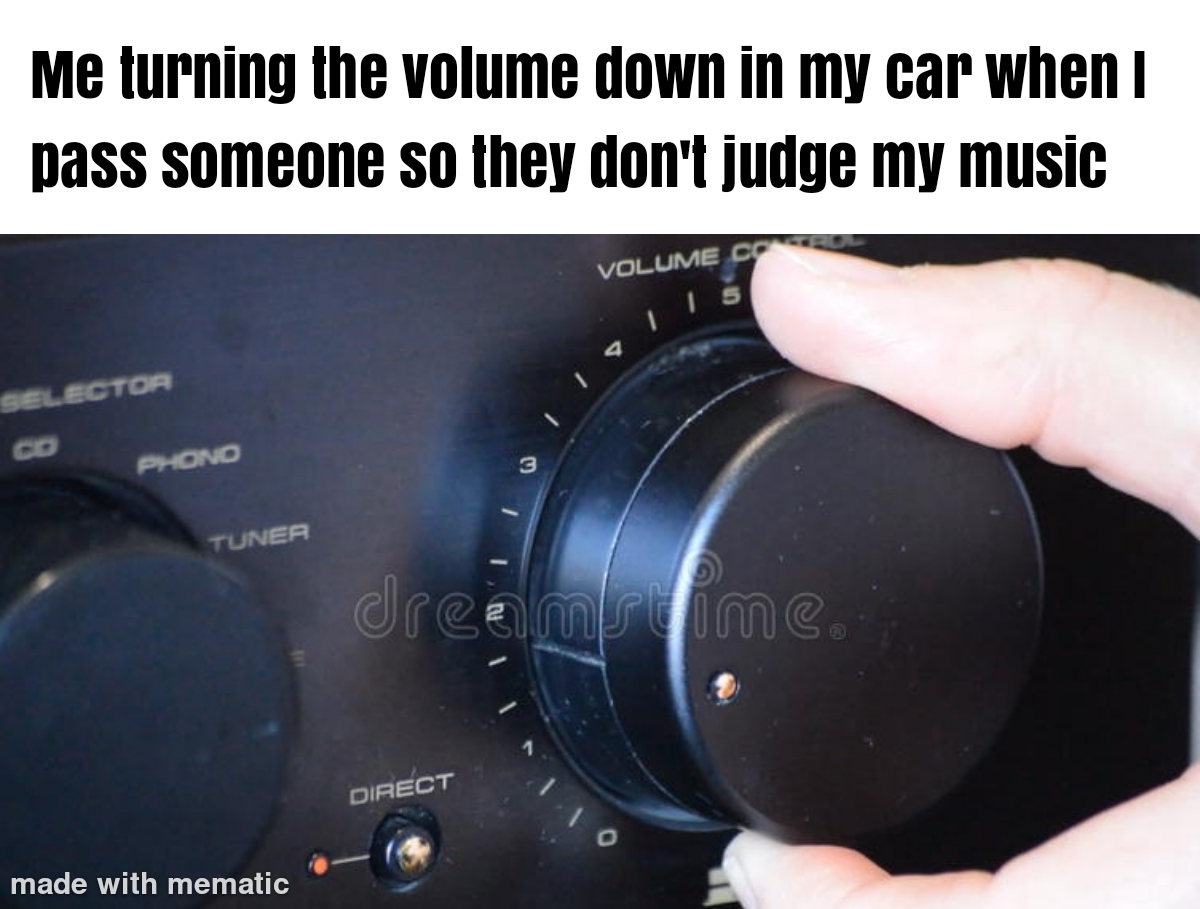 Me turning the volume down in my car when I
pass someone so they don't judge my music
VOLUME CONTROL
5
4
SELECTOR
CD
PHONO
3
TUNER
dreamstime®
2
1
DIRECT
0
made with mematic